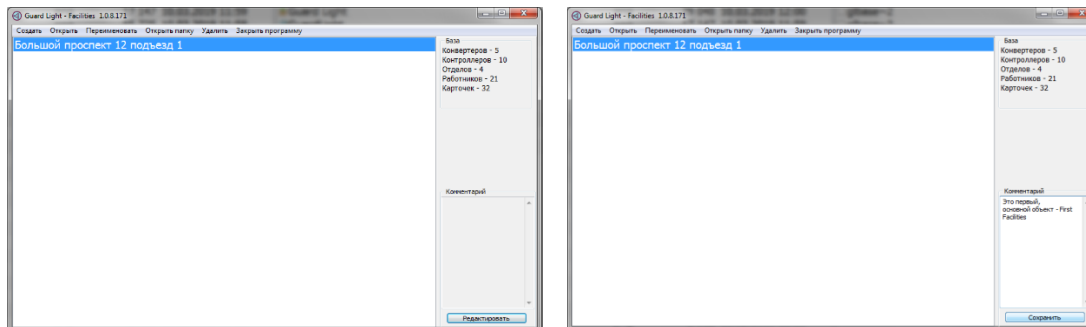 Guard Light - Facilities 1.0.8.171
Создать Открыть Переименовать Открыть папку Удалить Закрыть программу
Большой проспект 12 подъезд 1
База
Конвертеров - 5
Контроллеров - 10
Отделов - 4
Работников - 21
Карточек - 32
Комментарий
Редактировать
Guard Light - Facilities 1.0.8.171
Создать Открыть Переименовать Открыть папку Удалить Закрыть программу
Большой проспект 12 подъезд 1
База
Конвертеров - 5
Контроллеров - 10
Отделов - 4
Работников - 21
Карточек - 32
Комментарий
Это первый,
основной объект - First
Facilities
Сохранить